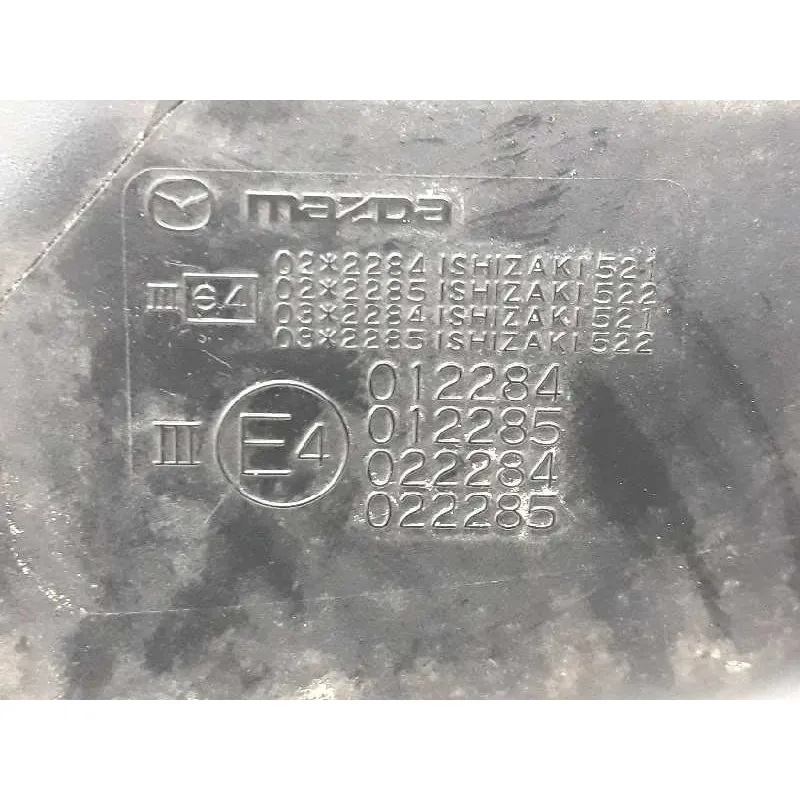 mazda
02*2284 ISHIZAKI 521
02*2285 ISHIZAKI 522
III e4
03*2284 ISHIZAKI 521
03*2285 ISHIZAKI 522
012284
012285
III E4
022284
022285